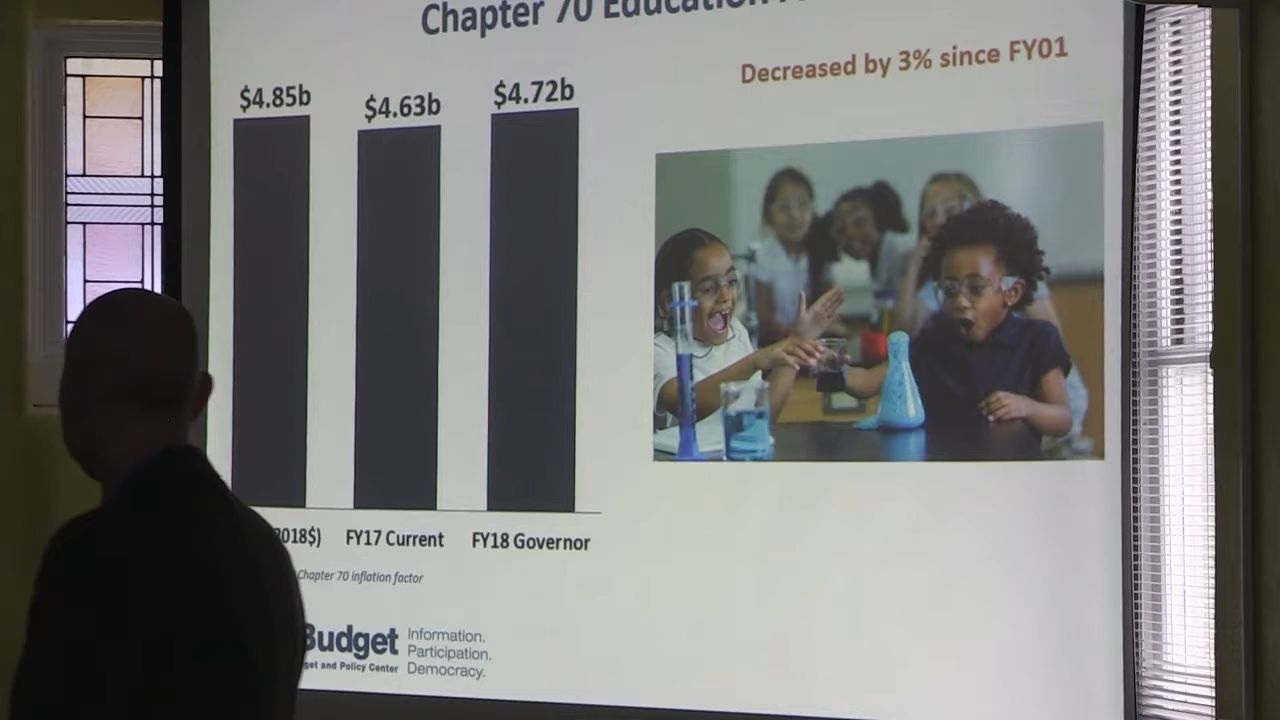 Chapter 70 Education
Decreased by 3% since FY01
$4.85b
$4.63b
$4.72b
2018$)
FY17 Current
FY18 Governor
Chapter 70 inflation factor
Budget
get and Policy Center
Information.
Participation.
Democracy.